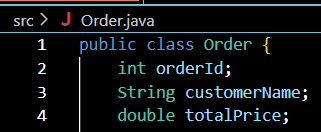 src > Order.java
1 public class Order {
2 int orderId;
3 String customerName;
4 double totalPrice;